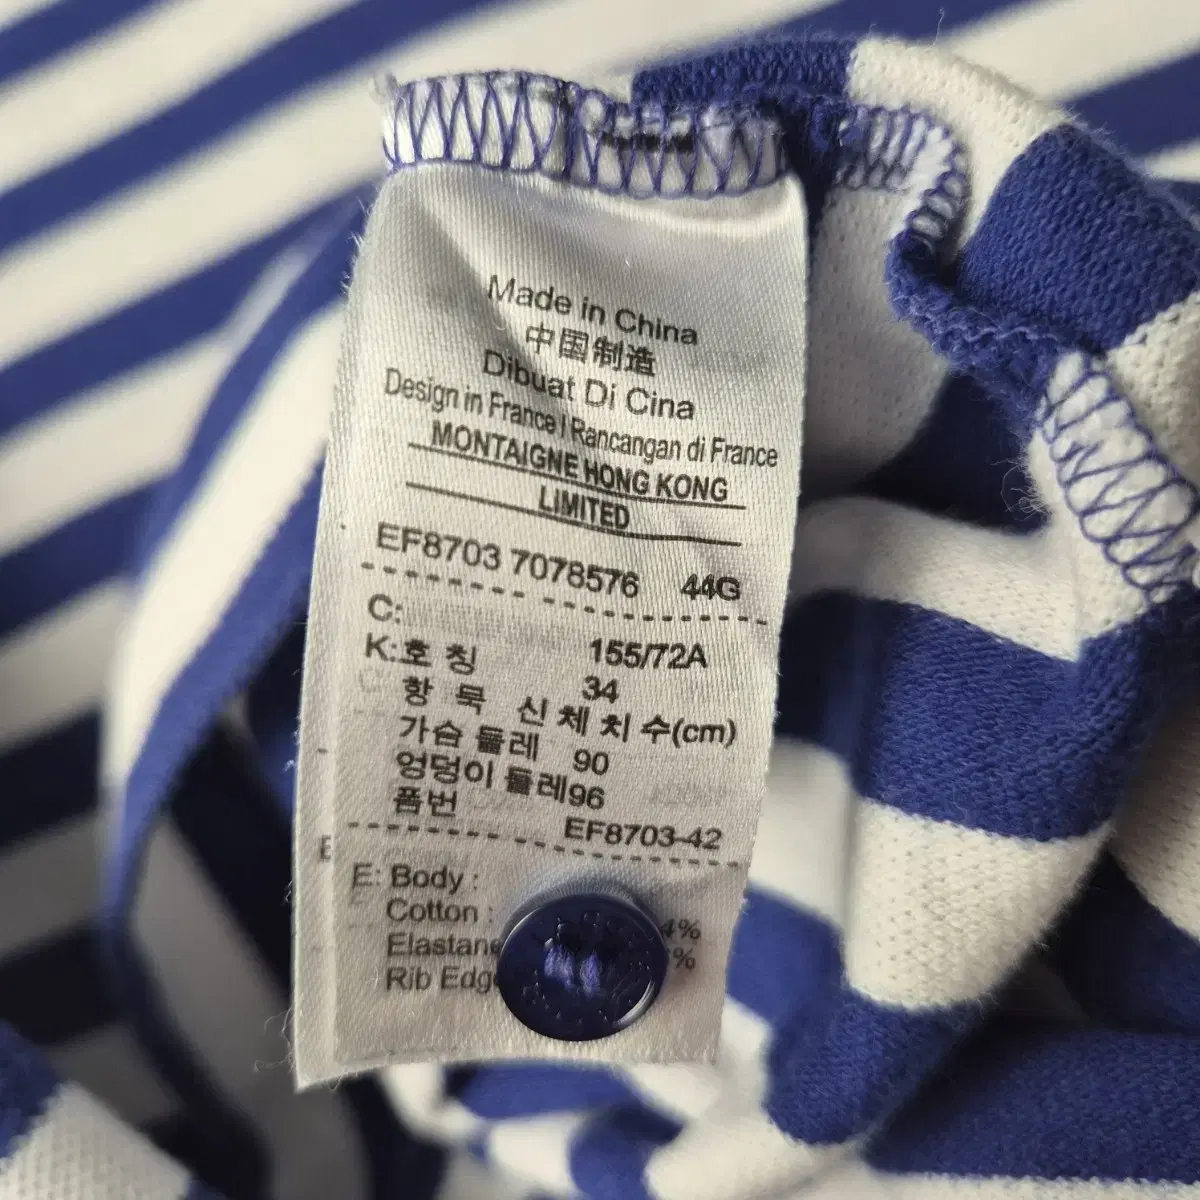 Made in China
中国制造
Dibuat Di Cina
Design in France I Rancangan di France
MONTAIGNE HONG KONG
LIMITED
EF8703 7078576 44G
C:
K:호 칭 155/72A
34
항 목 신 체 치 수(cm)
가슴 둘레 90
엉덩이 둘레96
품번
EF8703-42
E: Body :
Cotton : 4%
Elastane %
Rib Edge